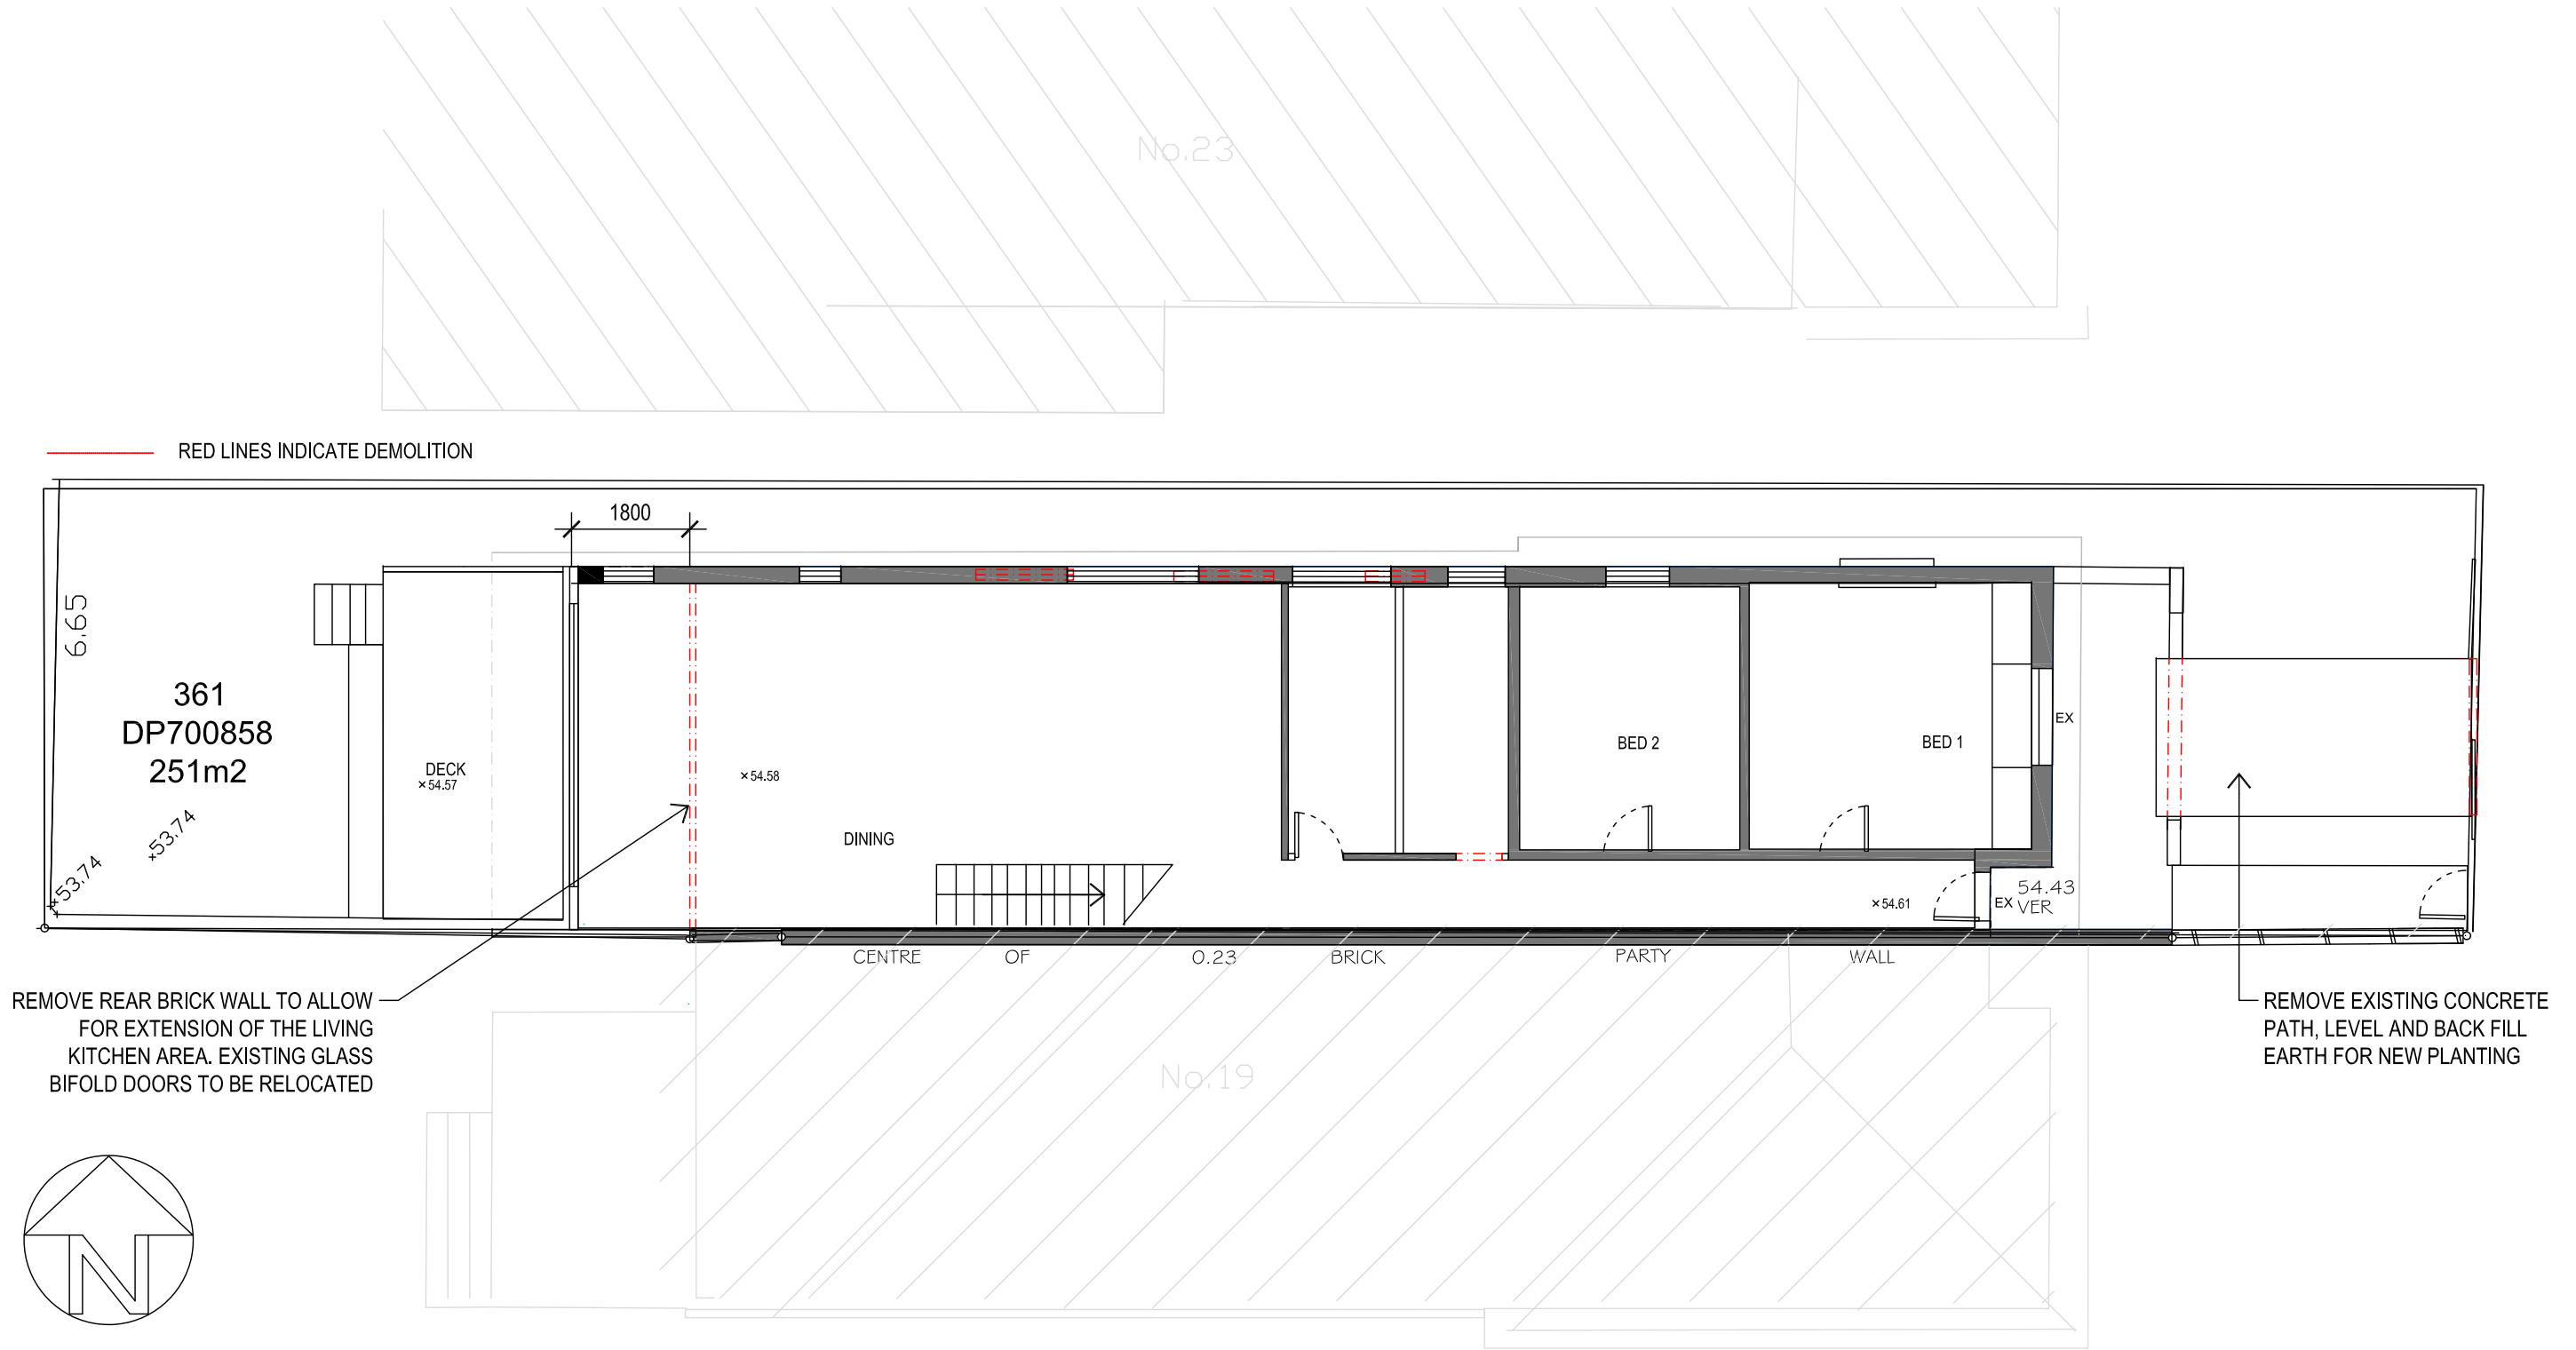 No.23
RED LINES INDICATE DEMOLITION
1800
6.65
361
DP700858
251m2
EX
BED 2
BED 1
DECK
×54.57
×54.58
+53.74
+53.74
DINING
54.43
VER
EX
×54.61
CENTRE OF 0.23 BRICK PARTY WALL
REMOVE REAR BRICK WALL TO ALLOW
FOR EXTENSION OF THE LIVING
KITCHEN AREA. EXISTING GLASS
BIFOLD DOORS TO BE RELOCATED
REMOVE EXISTING CONCRETE
PATH, LEVEL AND BACK FILL
EARTH FOR NEW PLANTING
No.19
N